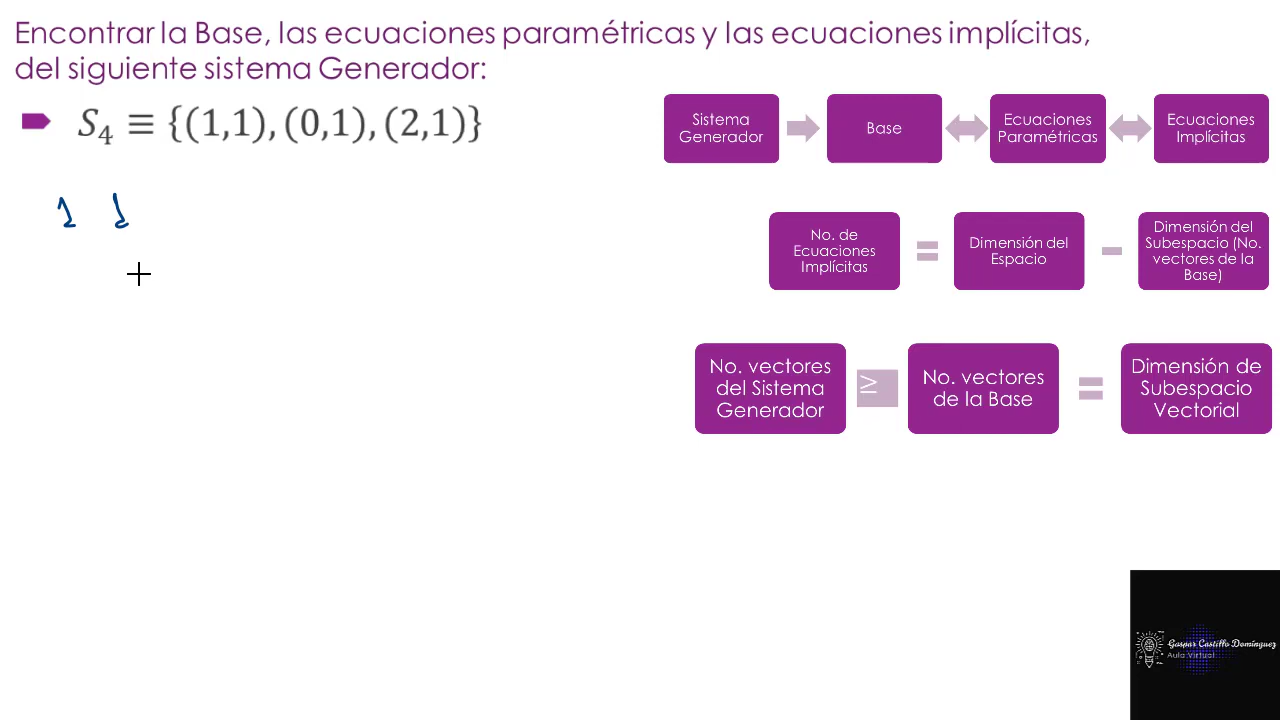 Encontrar la Base, las ecuaciones paramétricas y las ecuaciones implícitas,
del siguiente sistema Generador:
S₄ ≡ {(1,1), (0,1), (2,1)}
Sistema
Generador
Base
Ecuaciones
Paramétricas
Ecuaciones
Implícitas
1 1
No. de
Ecuaciones
Implícitas
=
Dimensión del
Espacio
-
Dimensión del
Subespacio (No.
vectores de la
Base)
No. vectores
del Sistema
Generador
≥
No. vectores
de la Base
=
Dimensión de
Subespacio
Vectorial
Gaspar Castillo Domínguez
Aula Virtual